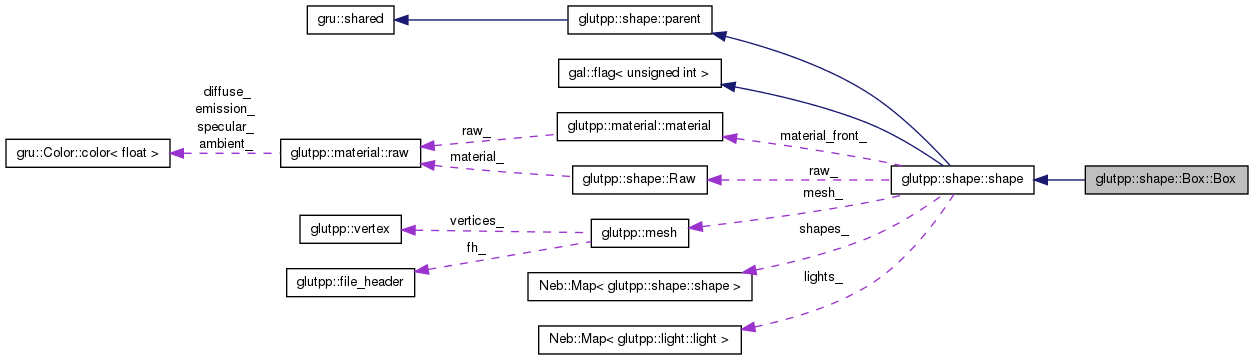 gru::shared
glutpp::shape::parent
gal::flag< unsigned int >
diffuse_
emission_
specular_
ambient_
gru::Color::color< float >
glutpp::material::raw
raw_
material_
glutpp::material::material
material_front_
glutpp::shape::Raw
raw_
mesh_
glutpp::shape::shape
glutpp::shape::Box::Box
glutpp::vertex
vertices_
fh_
glutpp::mesh
shapes_
glutpp::file_header
Neb::Map< glutpp::shape::shape >
lights_
Neb::Map< glutpp::light::light >